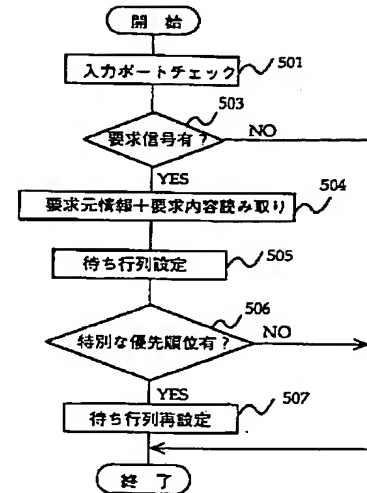 開 始
入力ポートチェック
501
503
要求信号有?
NO
YES
504
要求元情報+要求内容読み取り
505
待ち行列設定
506
特別な優先順位有?
NO
YES
507
待ち行列再設定
終 了